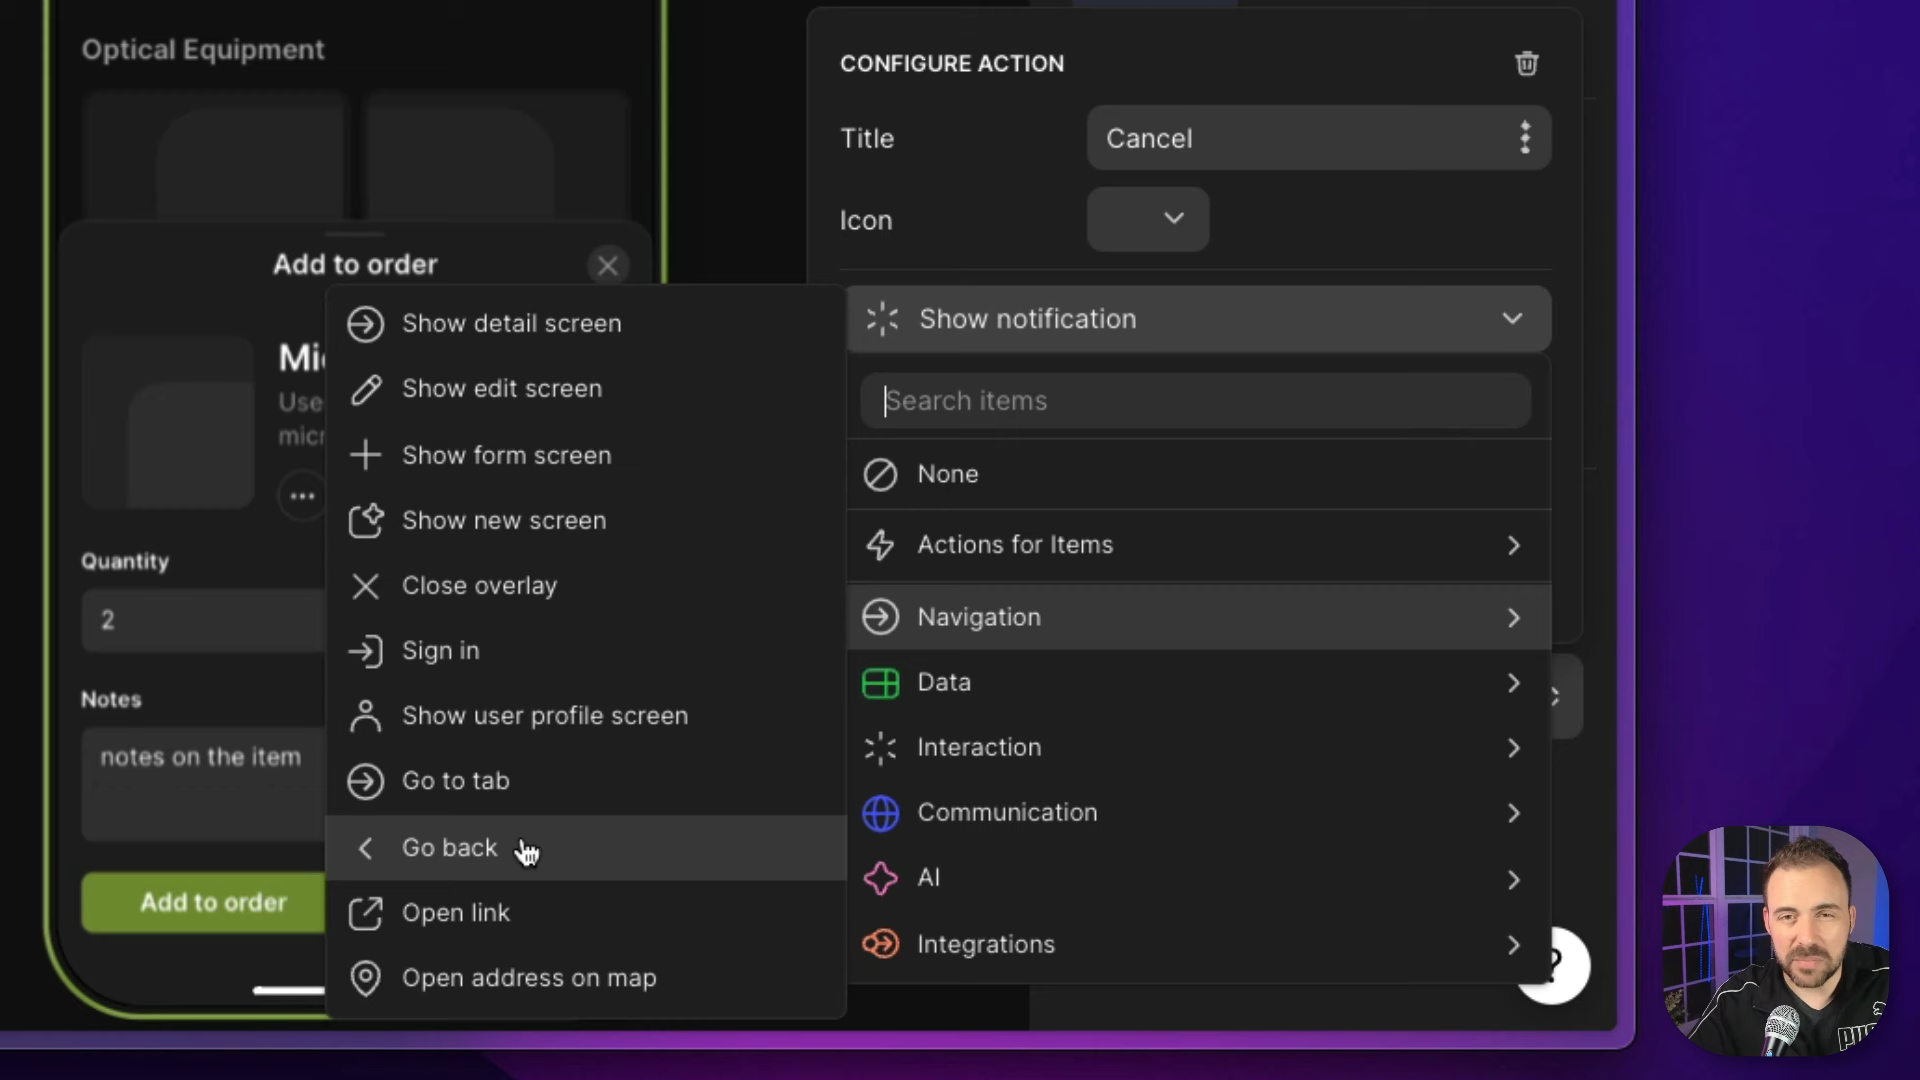 Optical Equipment
Add to order
Use
micr
Quantity
2
Notes
notes on the item
Add to order
Show detail screen
Show edit screen
Show form screen
Show new screen
Close overlay
Sign in
Show user profile screen
Go to tab
Go back
Open link
Open address on map
CONFIGURE ACTION
Title
Cancel
Icon
Show notification
Search items
None
Actions for Items
Navigation
Data
Interaction
Communication
AI
Integrations
?